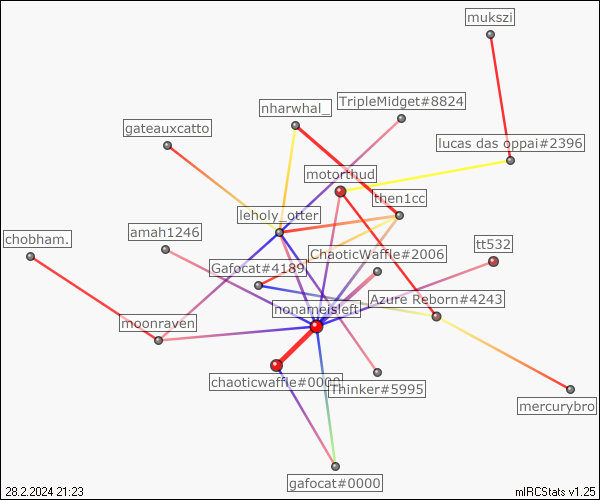 mukszi
TripleMidget#8824
nharwhal_
gateauxcatto
lucas das oppai#2396
motorthud
then1cc
leholy_otter
amah1246
chobham.
tt532
ChaoticWaffle#2006
Gafocat#4189
Azure Reborn#4243
nonameisleft
moonraven
chaoticwaffle#0000
Thinker#5995
mercurybro
gafocat#0000
28.2.2024 21:23
mIRCStats v1.25